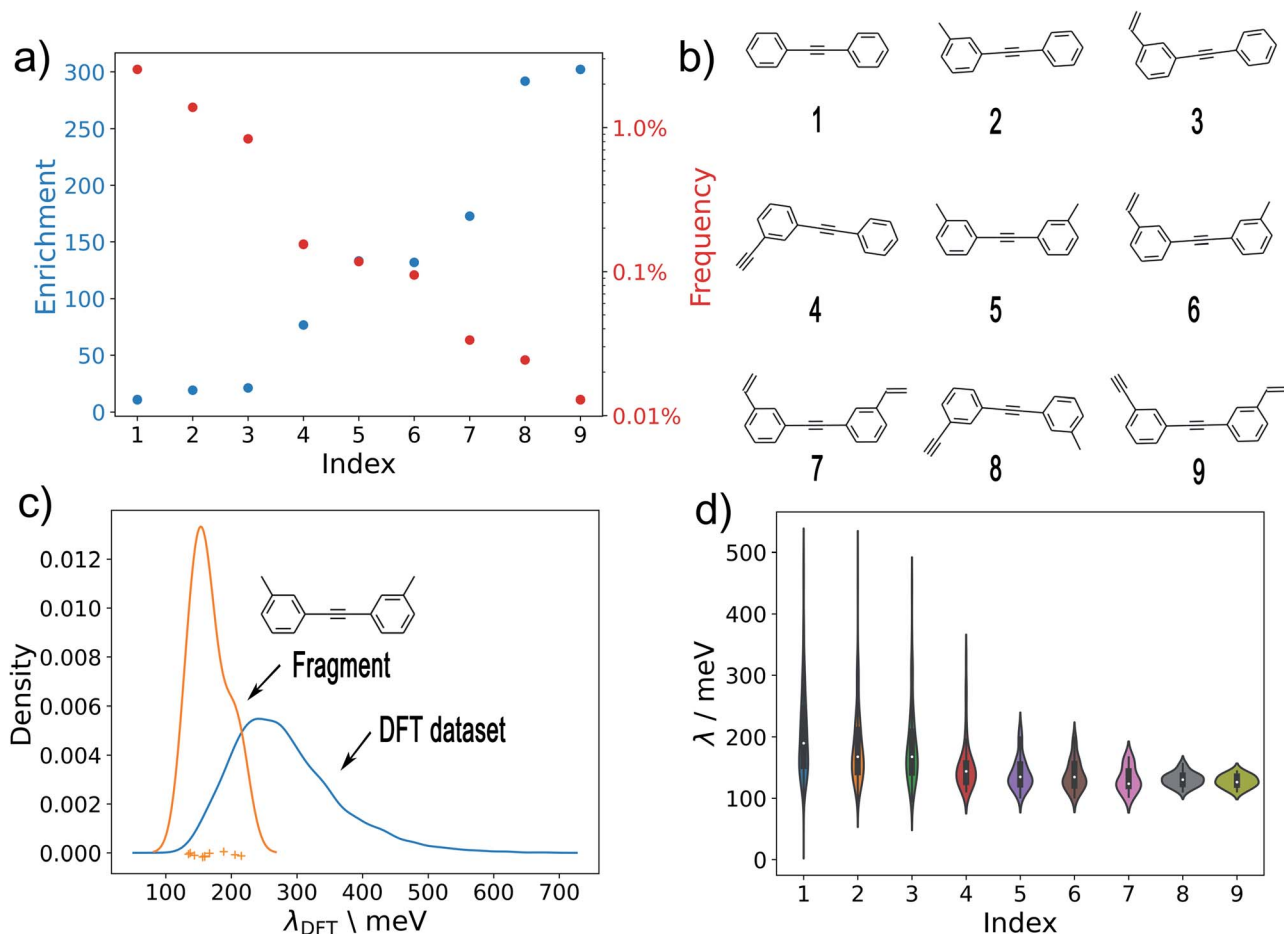 a)
300
250
200
150
100
50
0
Enrichment
1.0%
0.1%
0.01%
Frequency
1 2 3 4 5 6 7 8 9
Index
b)
1 2 3
4 5 6
7 8 9
c)
0.012
0.010
0.008
0.006
0.004
0.002
0.000
Density
Fragment
DFT dataset
100 200 300 400 500 600 700
λDFT \ meV
d)
500
400
300
200
100
0
λ / meV
1 2 3 4 5 6 7 8 9
Index